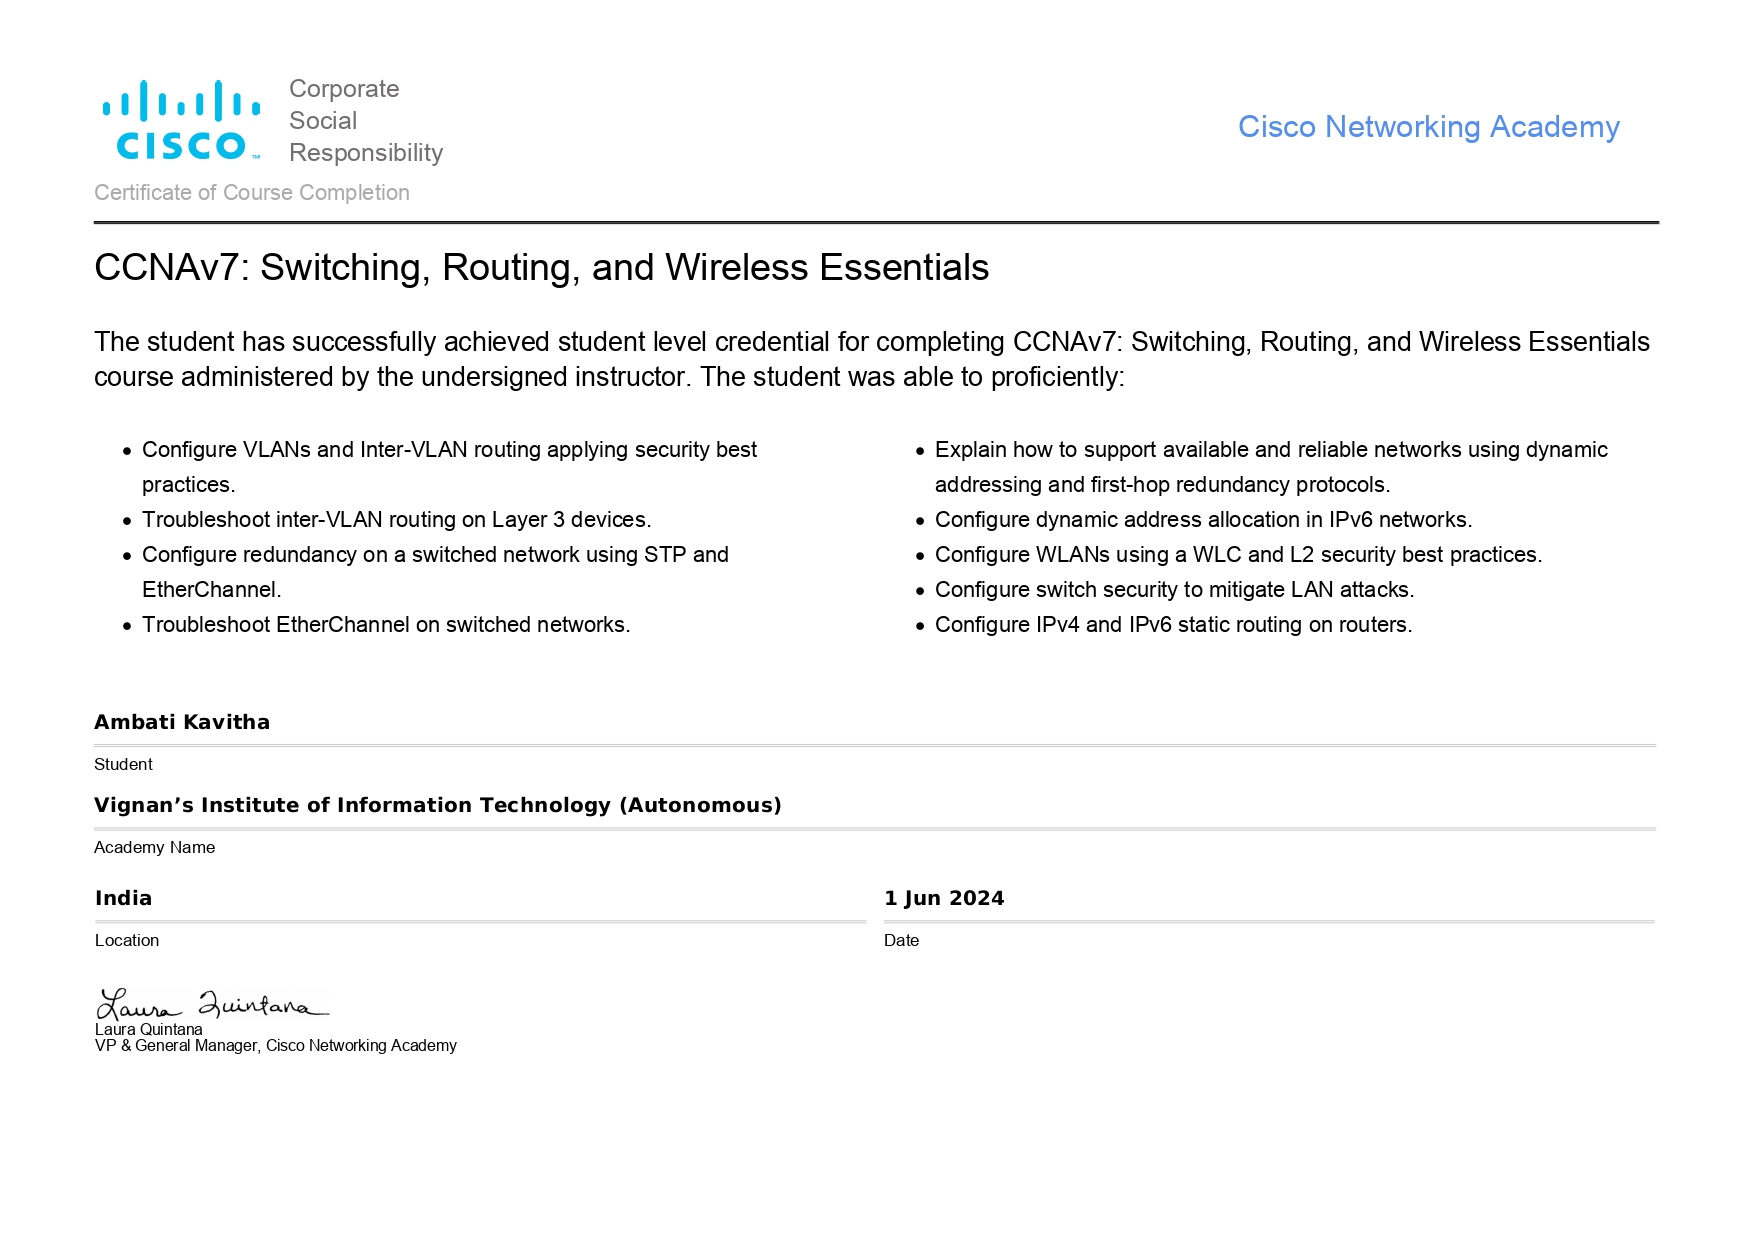 CISCO
TM
Corporate
Social
Responsibility
Cisco Networking Academy
Certificate of Course Completion
CCNAv7: Switching, Routing, and Wireless Essentials
The student has successfully achieved student level credential for completing CCNAv7: Switching, Routing, and Wireless Essentials
course administered by the undersigned instructor. The student was able to proficiently:
• Configure VLANs and Inter-VLAN routing applying security best
practices.
• Troubleshoot inter-VLAN routing on Layer 3 devices.
• Configure redundancy on a switched network using STP and
EtherChannel.
• Troubleshoot EtherChannel on switched networks.
• Explain how to support available and reliable networks using dynamic
addressing and first-hop redundancy protocols.
• Configure dynamic address allocation in IPv6 networks.
• Configure WLANs using a WLC and L2 security best practices.
• Configure switch security to mitigate LAN attacks.
• Configure IPv4 and IPv6 static routing on routers.
Ambati Kavitha
Student
Vignan’s Institute of Information Technology (Autonomous)
Academy Name
India
Location
1 Jun 2024
Date
Laura Quintana
Laura Quintana
VP & General Manager, Cisco Networking Academy